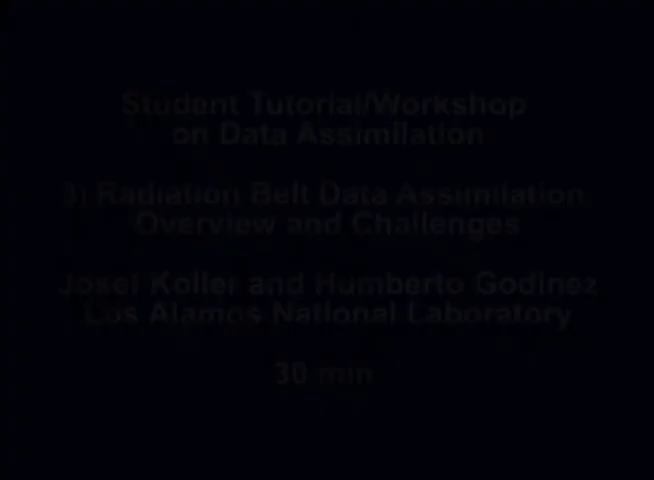 Student Tutorial/Workshop
on Data Assimilation
3) Radiation Belt Data Assimilation
Overview and Challenges
Josef Koller and Humberto Godinez
Los Alamos National Laboratory
30 min